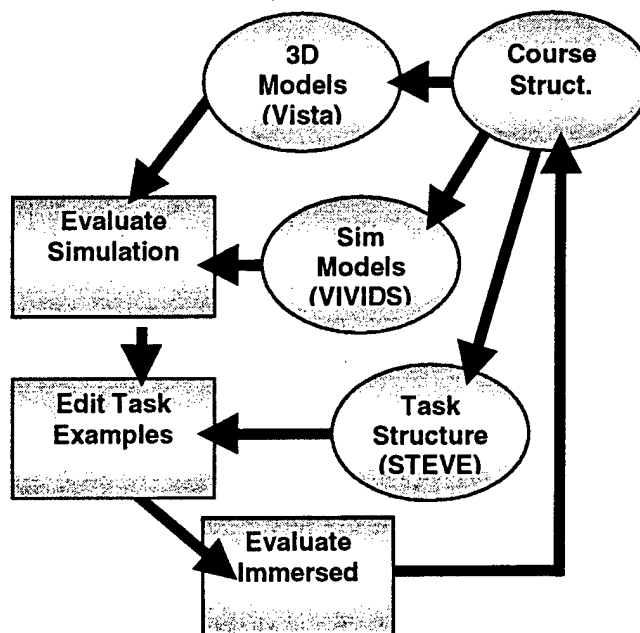 3D
Models
(Vista)
Course
Struct.
Evaluate
Simulation
Sim
Models
(VIVIDS)
Edit Task
Examples
Task
Structure
(STEVE)
Evaluate
Immersed